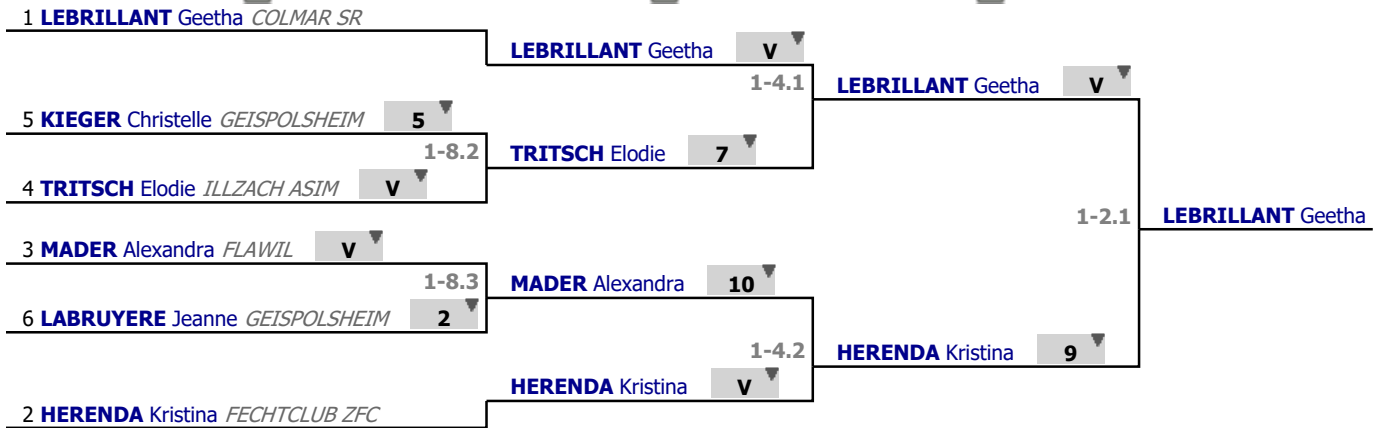 1 LEBRILLANT Geetha COLMAR SR
LEBRILLANT Geetha V
1-4.1
LEBRILLANT Geetha V
5 KIEGER Christelle GEISPOLSHEIM 5
1-8.2
TRITSCH Elodie 7
4 TRITSCH Elodie ILLZACH ASIM V
1-2.1
LEBRILLANT Geetha
3 MADER Alexandra FLAWIL V
1-8.3
MADER Alexandra 10
6 LABRUYERE Jeanne GEISPOLSHEIM 2
1-4.2
HERENDA Kristina 9
HERENDA Kristina V
2 HERENDA Kristina FECHTCLUB ZFC